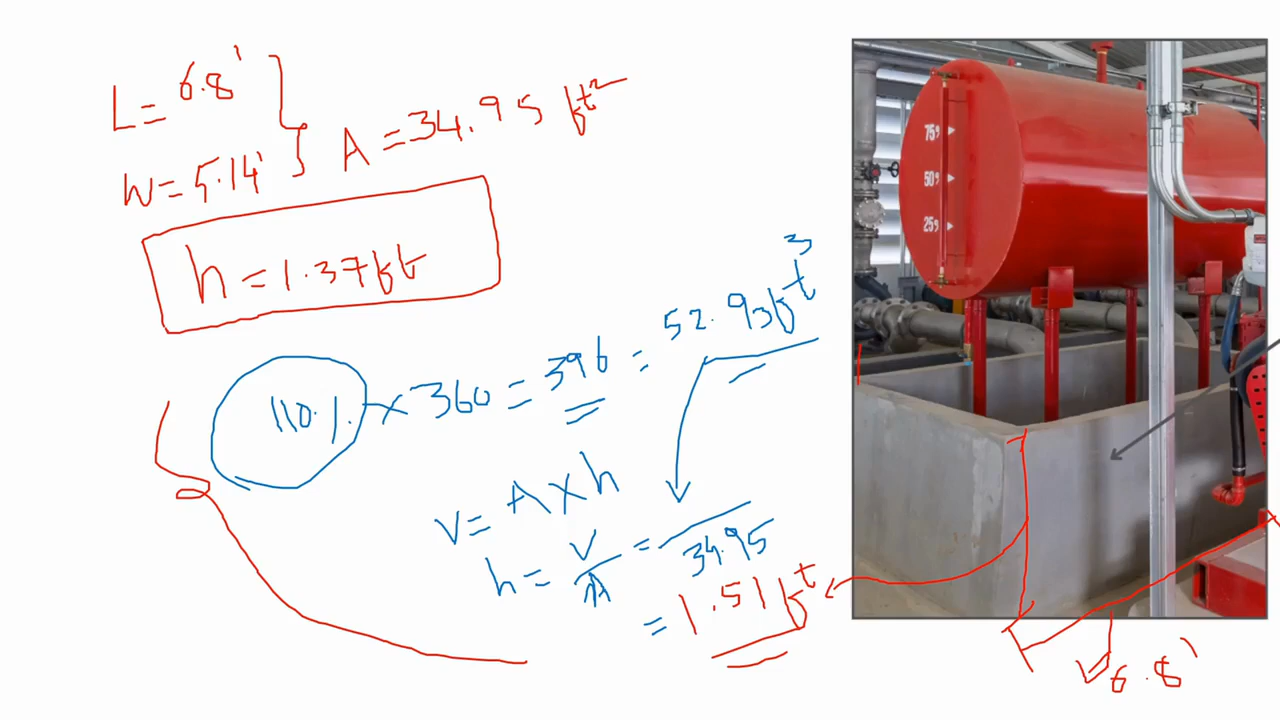 L = 6.8'
W = 5.14'
A = 34.95 ft²
h = 1.37 ft
110% × 360 = 396 = 52.93 ft³
V = A × h
h = V/A = /34.95
= 1.51 ft
75%
50%
25%
6.8'